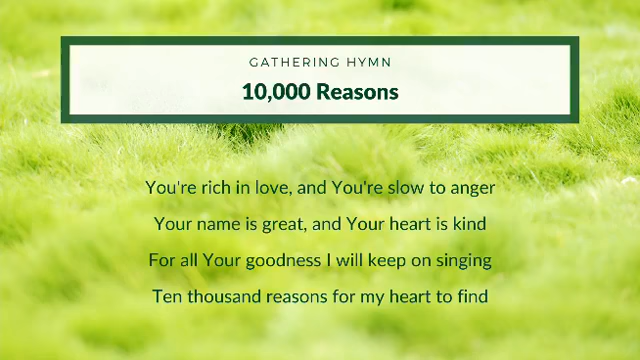 GATHERING HYMN
10,000 Reasons
You're rich in love, and You're slow to anger
Your name is great, and Your heart is kind
For all Your goodness I will keep on singing
Ten thousand reasons for my heart to find